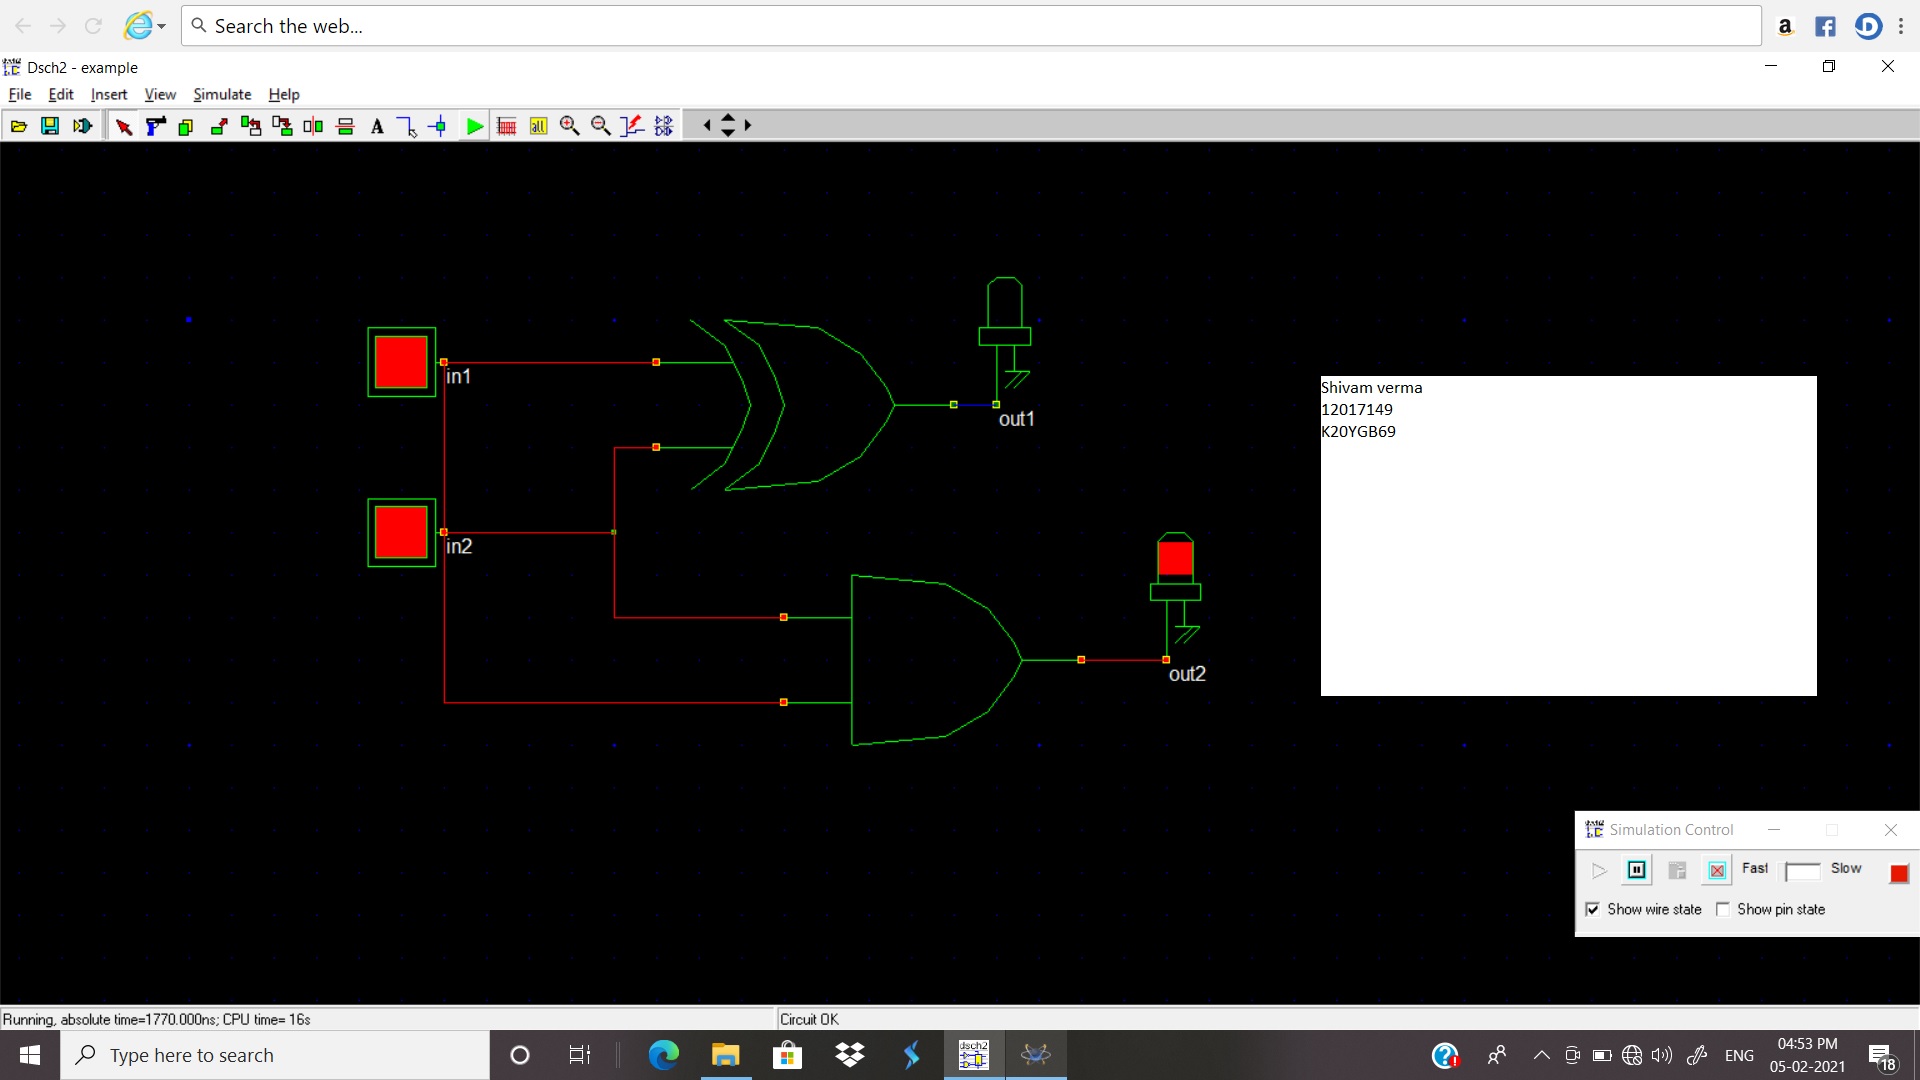 Search the web...
a
Dsch2 - example
File Edit Insert View Simulate Help
A
all
in1
out1
in2
out2
Shivam verma
12017149
K20YGB69
Simulation Control
Fast Slow
Show wire state Show pin state
Running, absolute time=1770.000ns; CPU time= 16s
Circuit OK
Type here to search
dsch2
ENG
04:53 PM
05-02-2021
18